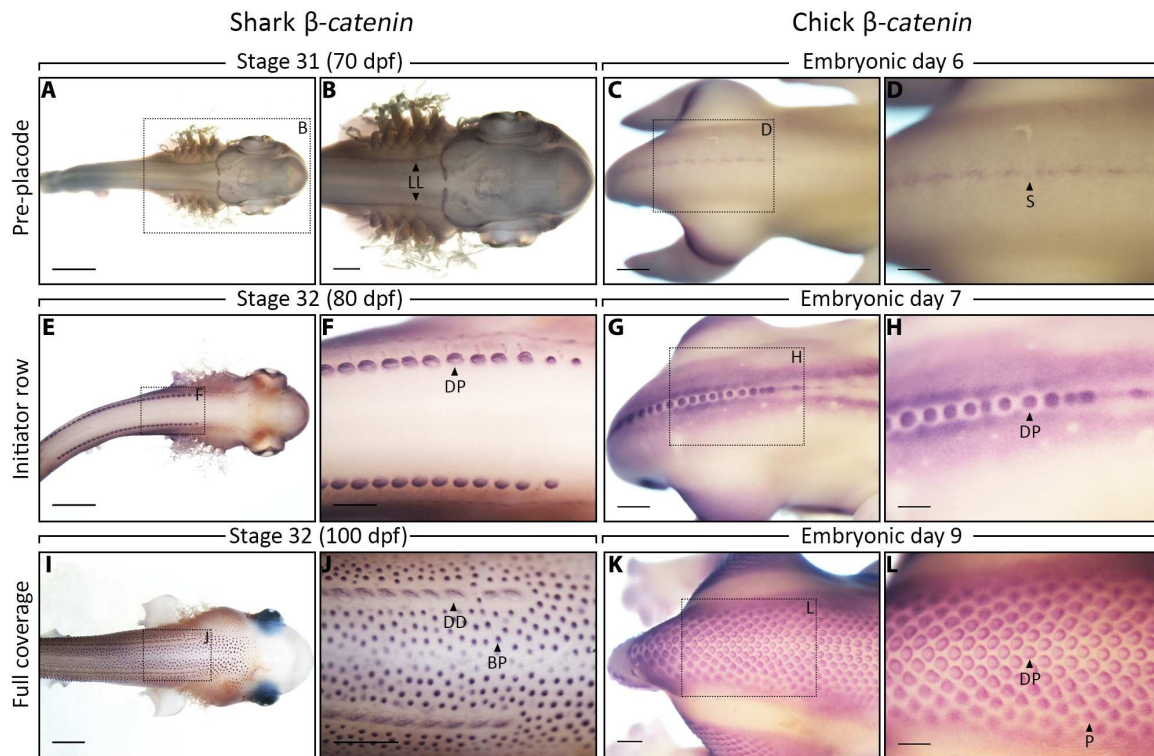 Shark β-catenin
Chick β-catenin
Stage 31 (70 dpf)
Embryonic day 6
Pre-placode
A
B
B
LL
C
D
D
S
Stage 32 (80 dpf)
Embryonic day 7
Initiator row
E
F
F
DP
G
H
H
DP
Stage 32 (100 dpf)
Embryonic day 9
Full coverage
I
J
J
DD
BP
K
L
L
DP
P